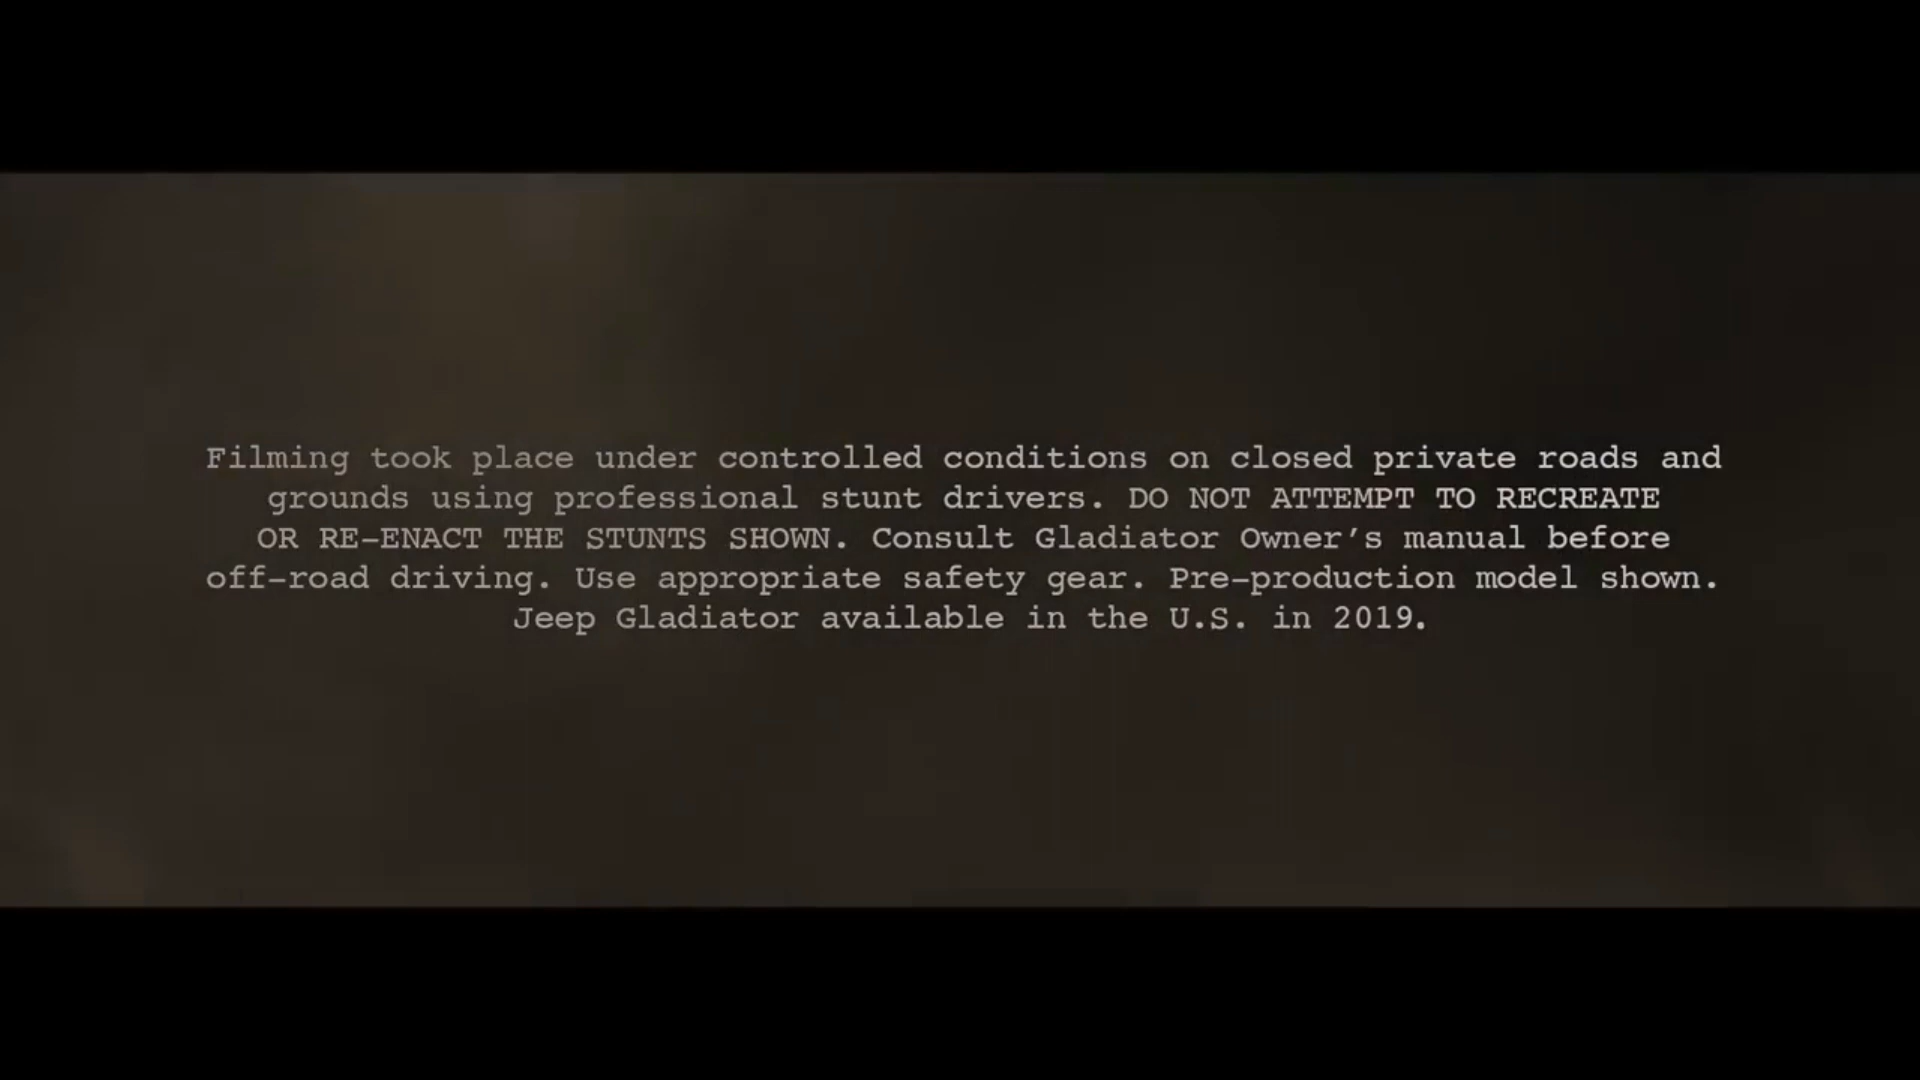 Filming took place under controlled conditions on closed private roads and
grounds using professional stunt drivers. DO NOT ATTEMPT TO RECREATE
OR RE-ENACT THE STUNTS SHOWN. Consult Gladiator Owner’s manual before
off-road driving. Use appropriate safety gear. Pre-production model shown.
Jeep Gladiator available in the U.S. in 2019.